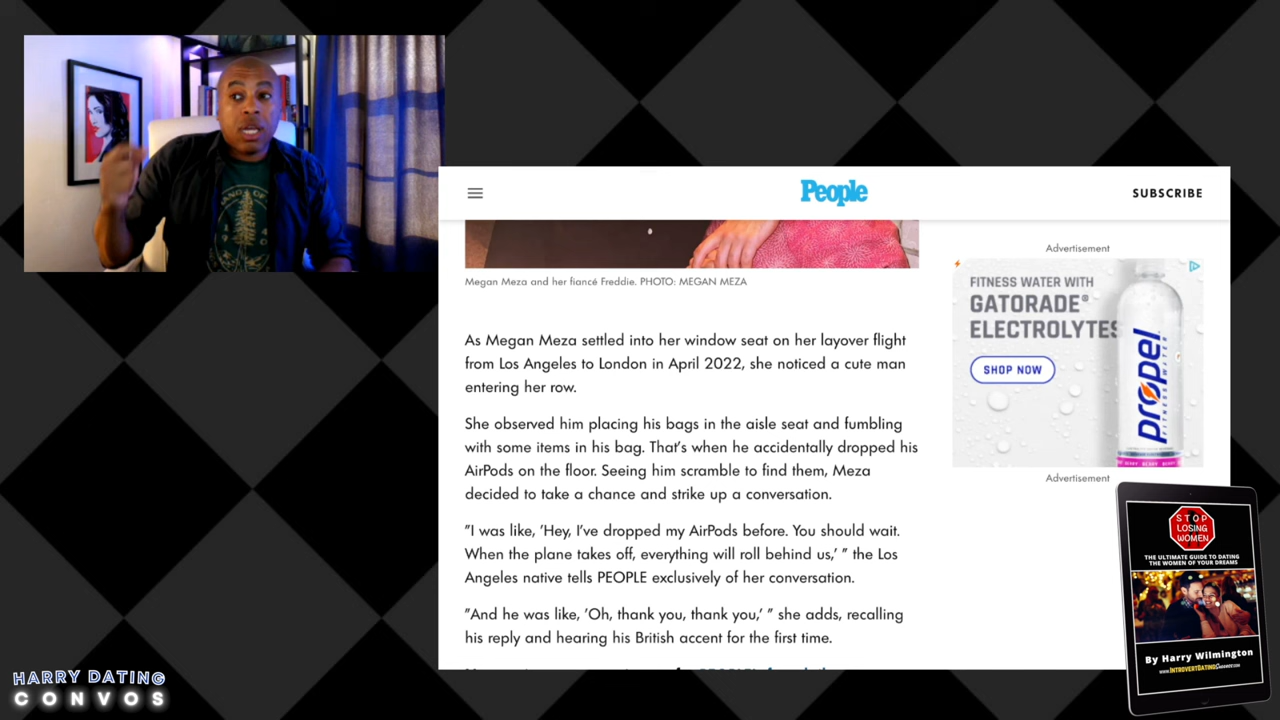 People
SUBSCRIBE
Megan Meza and her fiancé Freddie. PHOTO: MEGAN MEZA
As Megan Meza settled into her window seat on her layover flight
from Los Angeles to London in April 2022, she noticed a cute man
entering her row.
She observed him placing his bags in the aisle seat and fumbling
with some items in his bag. That's when he accidentally dropped his
AirPods on the floor. Seeing him scramble to find them, Meza
decided to take a chance and strike up a conversation.
"I was like, 'Hey, I've dropped my AirPods before. You should wait.
When the plane takes off, everything will roll behind us,' " the Los
Angeles native tells PEOPLE exclusively of her conversation.
"And he was like, 'Oh, thank you, thank you,' " she adds, recalling
his reply and hearing his British accent for the first time.
Advertisement
FITNESS WATER WITH
GATORADE®
ELECTROLYTES
SHOP NOW
propel
FITNESS WATER
Advertisement
STOP
LOSING
WOMEN
THE ULTIMATE GUIDE TO DATING
THE WOMEN OF YOUR DREAMS
By Harry Wilmington
HARRY DATING
CONVOS